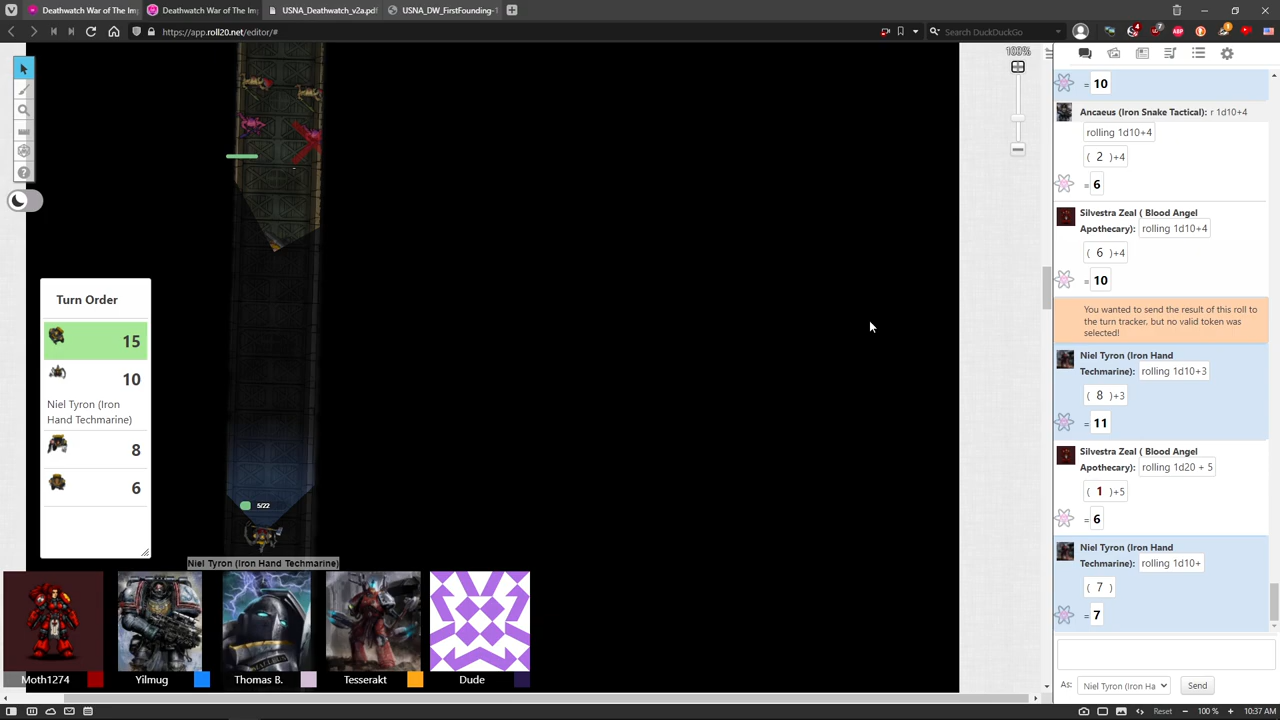 Deathwatch War of The Im
Deathwatch War of The Im
USNA_Deathwatch_v2a.pd
USNA_DW_FirstFounding-1
https://app.roll20.net/editor/#
Search DuckDuckGo
100%
Turn Order
15
10
Niel Tyron (Iron
Hand Techmarine)
8
6
5/22
Niel Tyron (Iron Hand Techmarine)
Moth1274
Yilmug
Thomas B.
Tesserakt
Dude
= 10
Ancaeus (Iron Snake Tactical): r 1d10+4
rolling 1d10+4
( 2 )+4
= 6
Silvestra Zeal ( Blood Angel
Apothecary): rolling 1d10+4
( 6 )+4
= 10
You wanted to send the result of this roll to
the turn tracker, but no valid token was
selected!
Niel Tyron (Iron Hand
Techmarine): rolling 1d10+3
( 8 )+3
= 11
Silvestra Zeal ( Blood Angel
Apothecary): rolling 1d20 + 5
( 1 )+5
= 6
Niel Tyron (Iron Hand
Techmarine): rolling 1d10+
( 7 )
= 7
As: Niel Tyron (Iron Ha Send
Reset 100 % 10:37 AM